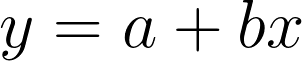 y = a + bx